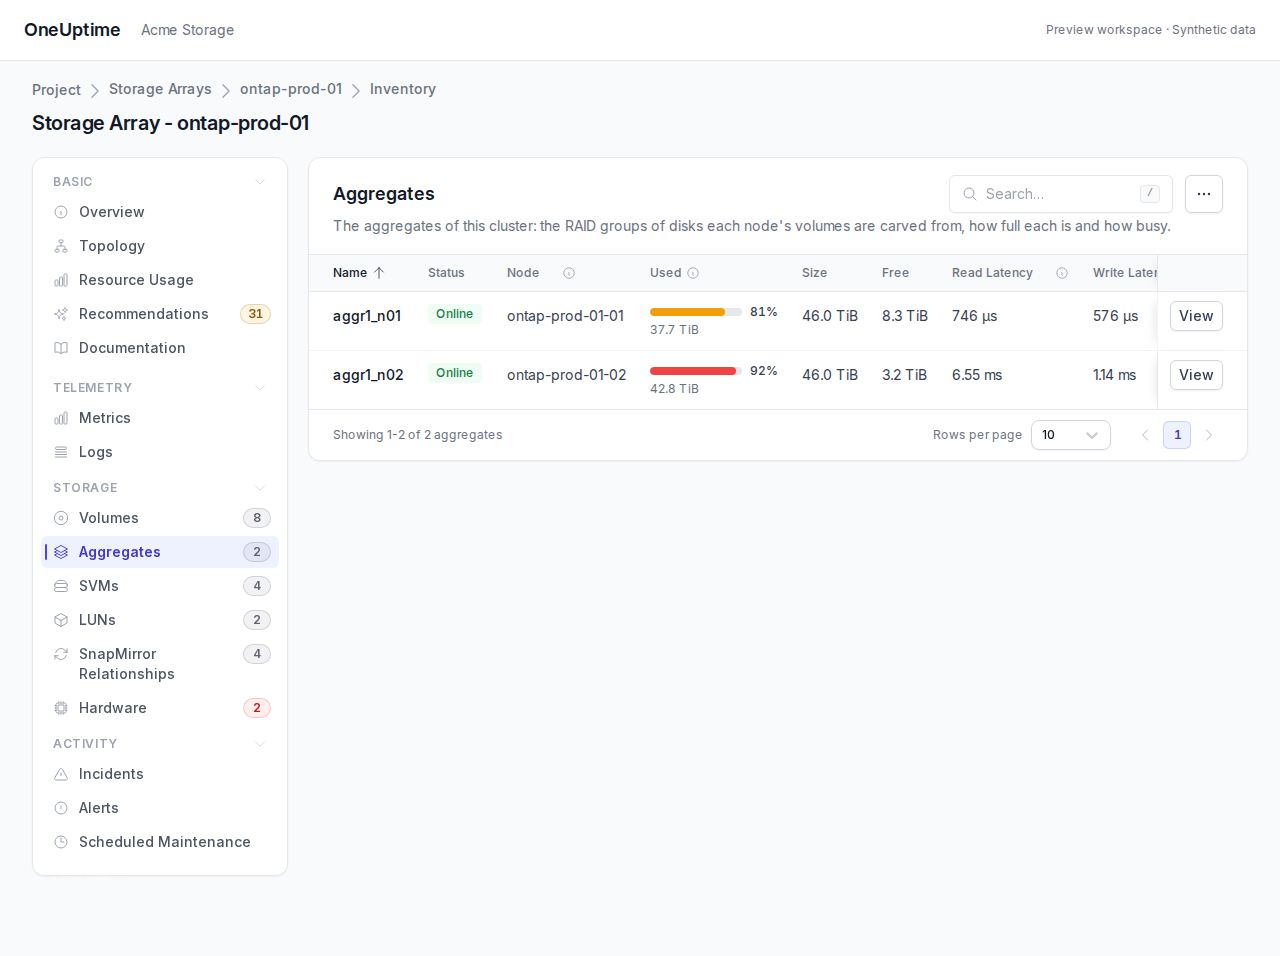 OneUptime
Acme Storage
Preview workspace · Synthetic data
Project
Storage Arrays
ontap-prod-01
Inventory
Storage Array - ontap-prod-01
BASIC
Overview
Topology
Resource Usage
Recommendations 31
Documentation
TELEMETRY
Metrics
Logs
STORAGE
Volumes 8
Aggregates 2
SVMs 4
LUNs 2
SnapMirror 4
Relationships
Hardware 2
ACTIVITY
Incidents
Alerts
Scheduled Maintenance
Aggregates
Search... /
The aggregates of this cluster: the RAID groups of disks each node's volumes are carved from, how full each is and how busy.
Name Status Node Used Size Free Read Latency Write Laten
aggr1_n01 Online ontap-prod-01-01 81% 46.0 TiB 8.3 TiB 746 µs 576 µs View
37.7 TiB
aggr1_n02 Online ontap-prod-01-02 92% 46.0 TiB 3.2 TiB 6.55 ms 1.14 ms View
42.8 TiB
Showing 1-2 of 2 aggregates
Rows per page 10 1